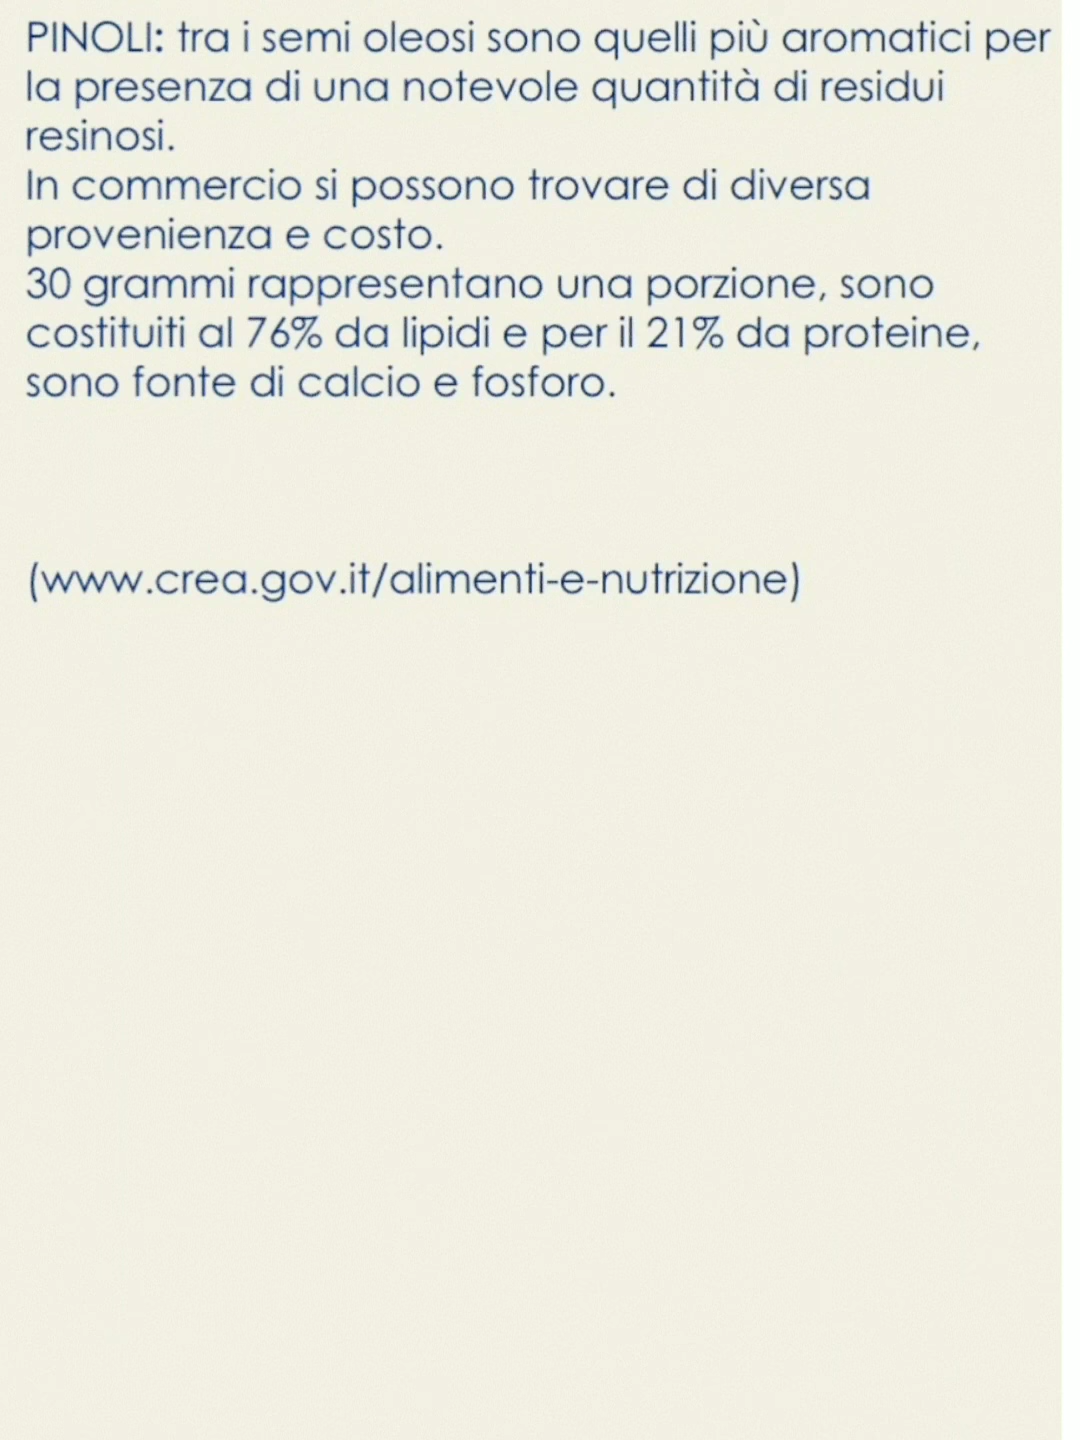 PINOLI: tra i semi oleosi sono quelli più aromatici per
la presenza di una notevole quantità di residui
resinosi.
In commercio si possono trovare di diversa
provenienza e costo.
30 grammi rappresentano una porzione, sono
costituiti al 76% da lipidi e per il 21% da proteine,
sono fonte di calcio e fosforo.
(www.crea.gov.it/alimenti-e-nutrizione)